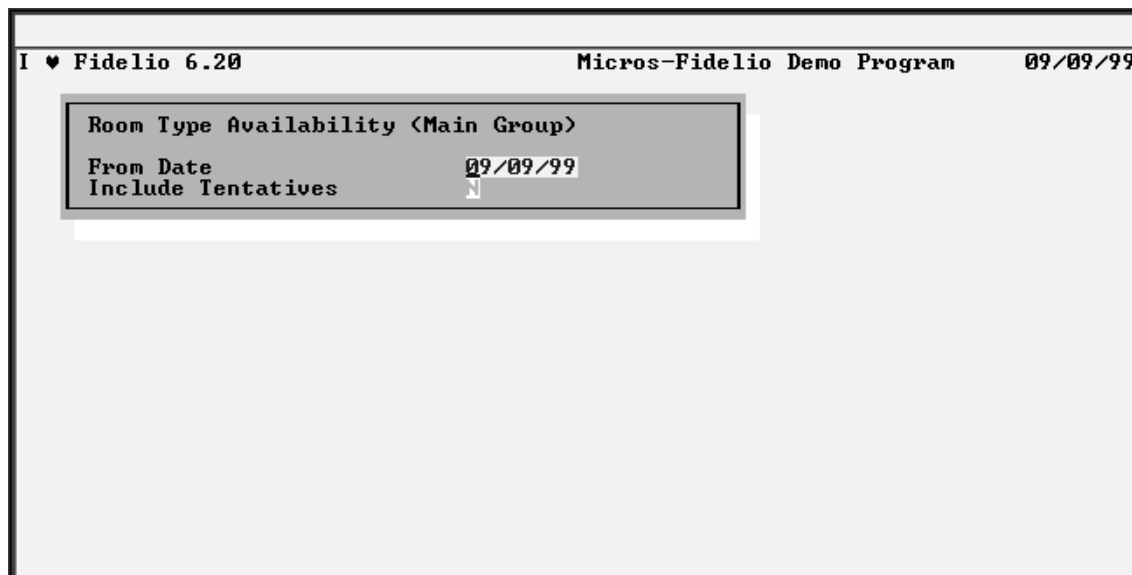 I ♥ Fidelio 6.20 Micros-Fidelio Demo Program 09/09/99
Room Type Availability (Main Group)
From Date 09/09/99
Include Tentatives N